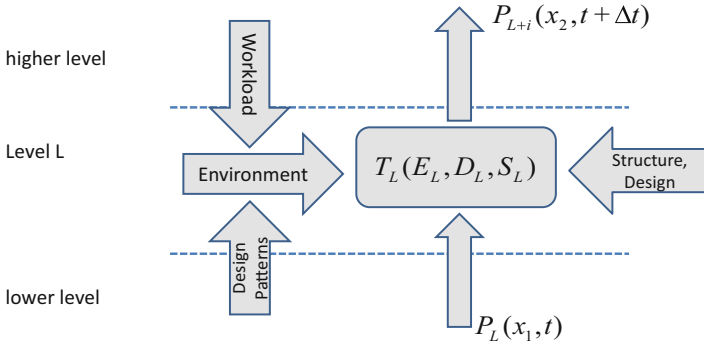 P_{L+i}(x_2, t + Δt)
higher level
Workload
Level L
Environment
T_L(E_L, D_L, S_L)
Structure,
Design
Design
Patterns
lower level
P_L(x_1, t)